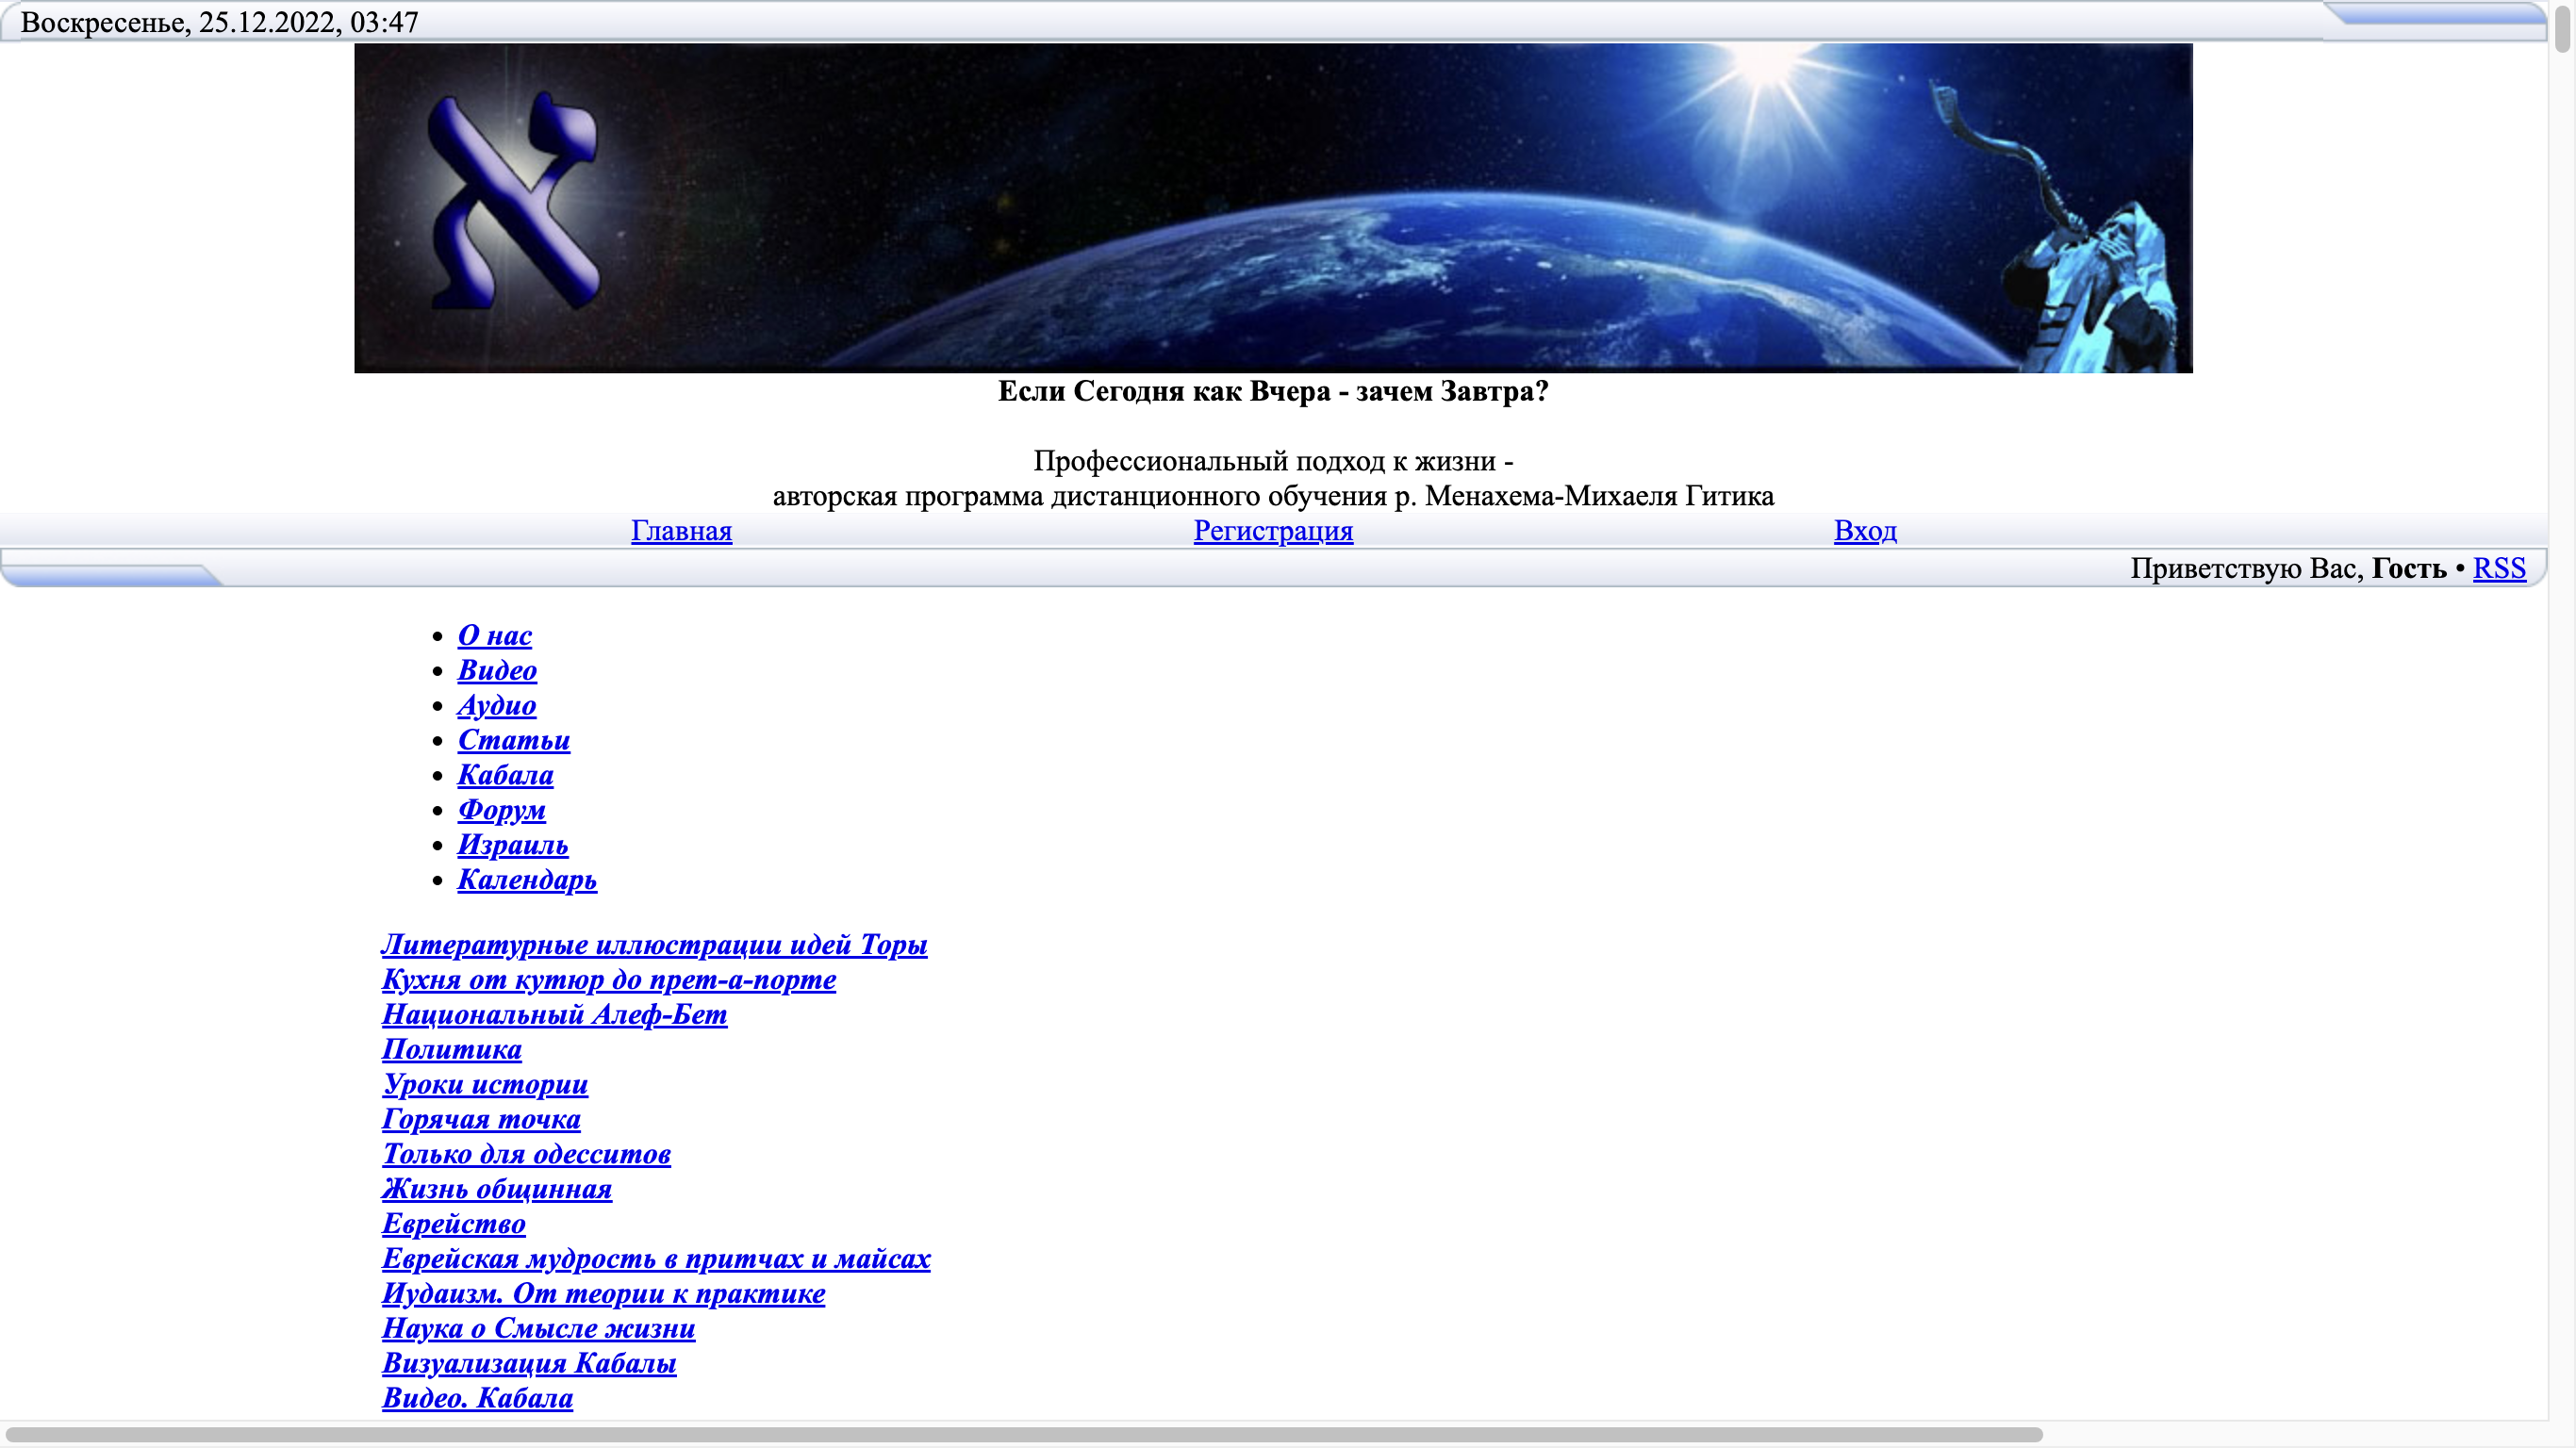 Воскресенье, 25.12.2022, 03:47
א
Если Сегодня как Вчера - зачем Завтра?
Профессиональный подход к жизни -
авторская программа дистанционного обучения р. Менахема-Михаеля Гитика
Главная Регистрация Вход
Приветствую Вас, Гость • RSS
• О нас
• Видео
• Аудио
• Статьи
• Кабала
• Форум
• Израиль
• Календарь
Литературные иллюстрации идей Торы
Кухня от кутюр до прет-а-порте
Национальный Алеф-Бет
Политика
Уроки истории
Горячая точка
Только для одесситов
Жизнь общинная
Еврейство
Еврейская мудрость в притчах и майсах
Иудаизм. От теории к практике
Наука о Смысле жизни
Визуализация Кабалы
Видео. Кабала